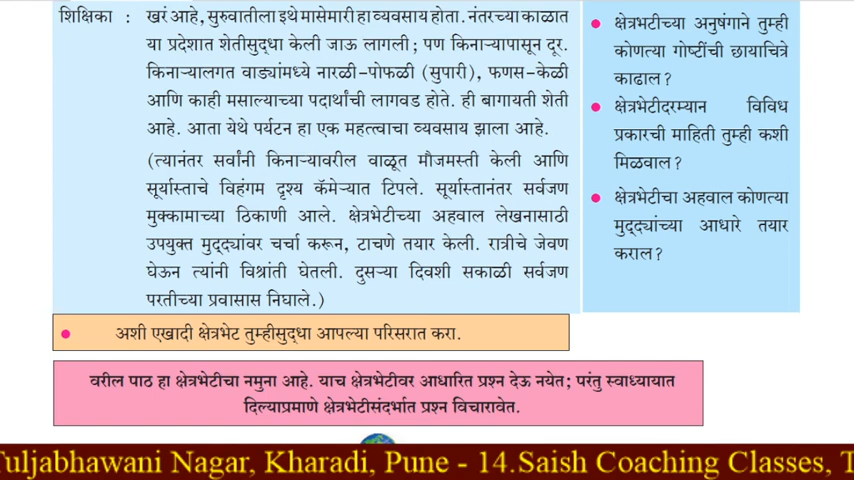 शिक्षिका : खरं आहे, सुरुवातीला इथे मासेमारी हा व्यवसाय होता. नंतरच्या काळात
या प्रदेशात शेतीसुद्धा केली जाऊ लागली; पण किनाऱ्यापासून दूर.
किनाऱ्यालगत वाड्यांमध्ये नारळी-पोफळी (सुपारी), फणस-केळी
आणि काही मसाल्याच्या पदार्थांची लागवड होते. ही बागायती शेती
आहे. आता येथे पर्यटन हा एक महत्त्वाचा व्यवसाय झाला आहे.
(त्यानंतर सर्वांनी किनाऱ्यावरील वाळूत मौजमस्ती केली आणि
सूर्यास्ताचे विहंगम दृश्य कॅमेऱ्यात टिपले. सूर्यास्तानंतर सर्वजण
मुक्कामाच्या ठिकाणी आले. क्षेत्रभेटीच्या अहवाल लेखनासाठी
उपयुक्त मुद्द्यांवर चर्चा करून, टाचणे तयार केली. रात्रीचे जेवण
घेऊन त्यांनी विश्रांती घेतली. दुसऱ्या दिवशी सकाळी सर्वजण
परतीच्या प्रवासास निघाले.)
• क्षेत्रभेटीच्या अनुषंगाने तुम्ही
कोणत्या गोष्टींची छायाचित्रे
काढाल?
• क्षेत्रभेटीदरम्यान विविध
प्रकारची माहिती तुम्ही कशी
मिळवाल?
• क्षेत्रभेटीचा अहवाल कोणत्या
मुद्द्यांच्या आधारे तयार
कराल?
• अशी एखादी क्षेत्रभेट तुम्हीसुद्धा आपल्या परिसरात करा.
वरील पाठ हा क्षेत्रभेटीचा नमुना आहे. याच क्षेत्रभेटीवर आधारित प्रश्न देऊ नयेत; परंतु स्वाध्यायात
दिल्याप्रमाणे क्षेत्रभेटीसंदर्भात प्रश्न विचारावेत.
Tuljabhawani Nagar, Kharadi, Pune - 14.Saish Coaching Classes, T